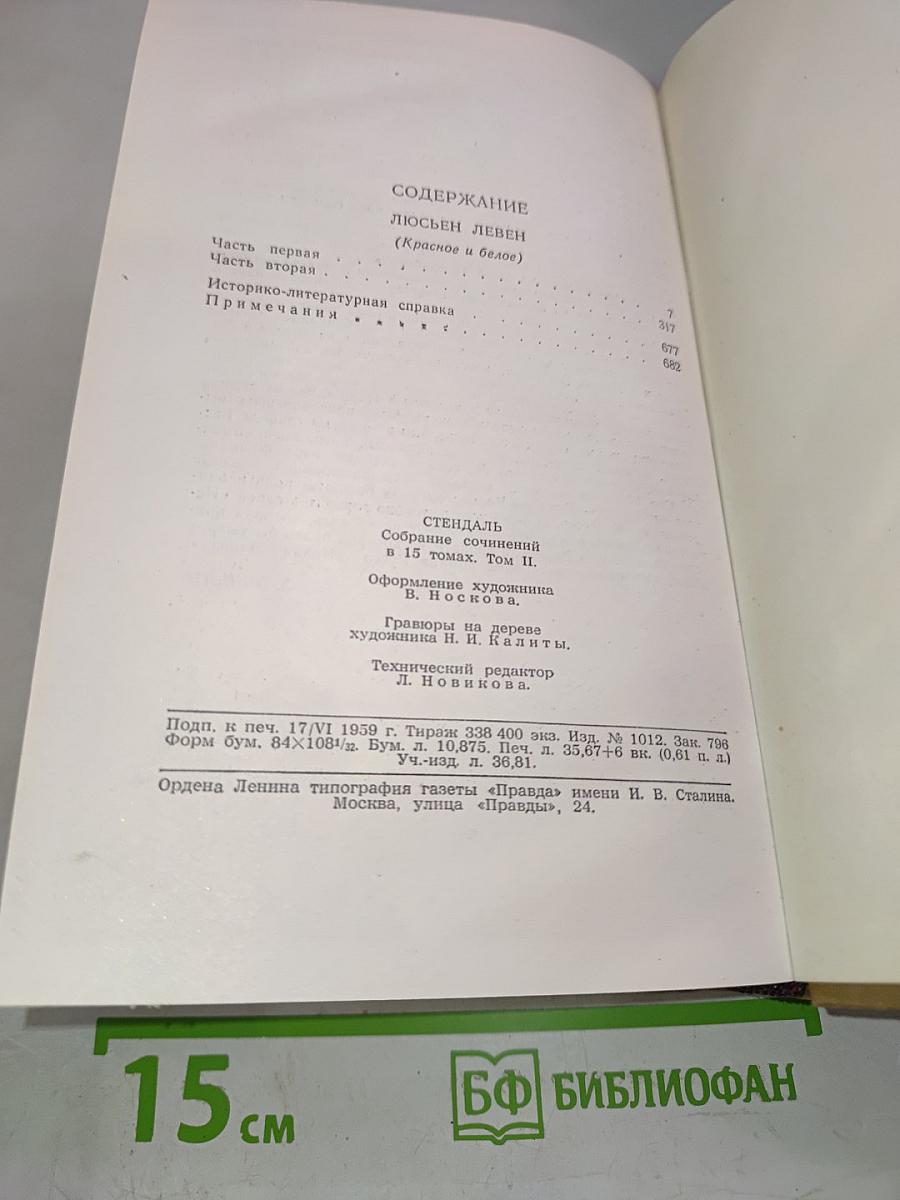 СОДЕРЖАНИЕ
ЛЮСЬЕН ЛЕВЕН
(Красное и белое)
Часть первая . . . . . . . . . . . . . . . . 7
Часть вторая . . . . . . . . . . . . . . . . 317
Историко-литературная справка . . . . . . . . 677
Примечания . . . . . . . . . . . . . . . . 682
СТЕНДАЛЬ
Собрание сочинений
в 15 томах. Том II.
Оформление художника
В. Носкова.
Гравюры на дереве
художника Н. И. Калиты.
Технический редактор
Л. Новикова.
Подп. к печ. 17/VI 1959 г. Тираж 338 400 экз. Изд. № 1012. Зак. 796
Форм бум. 84×108¹/₃₂. Бум. л. 10,875. Печ. л. 35,67+6 вк. (0,61 п. л.)
Уч.-изд. л. 36,81.
Ордена Ленина типография газеты «Правда» имени И. В. Сталина.
Москва, улица «Правды», 24.
15 см
БФ БИБЛИОФАН